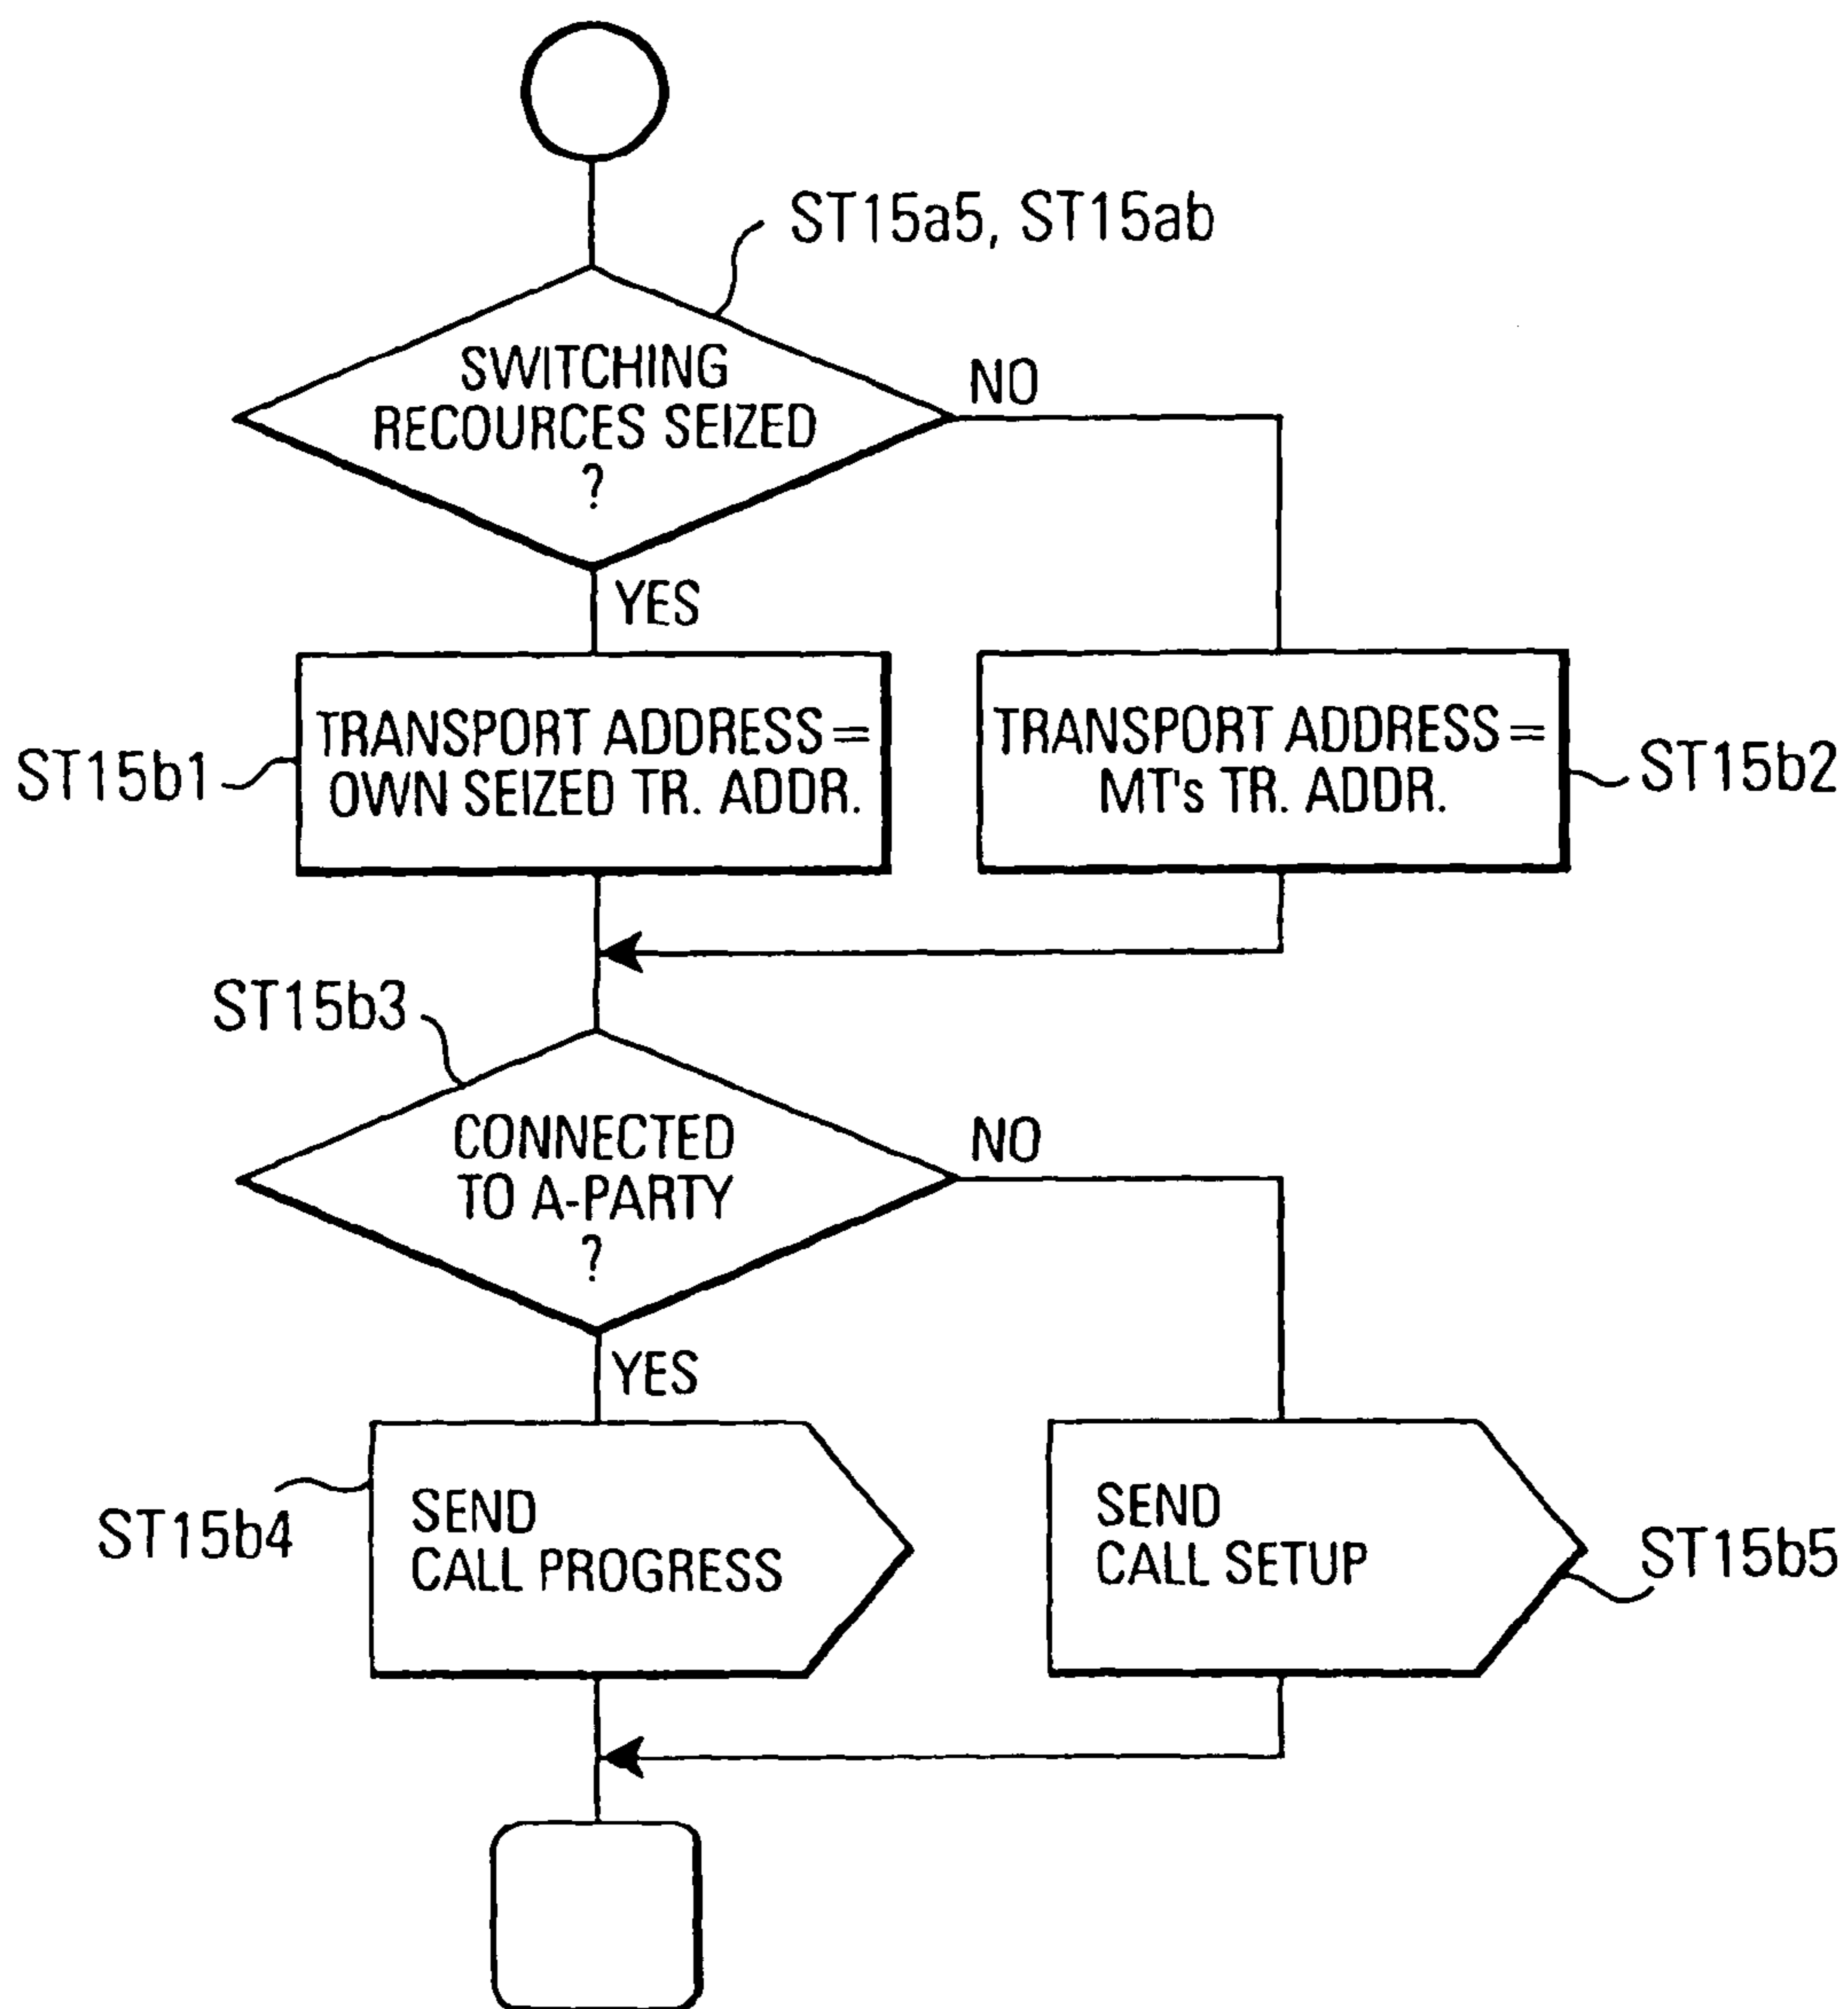 ST15a5, ST15ab
SWITCHING
RECOURCES SEIZED
?
NO
YES
TRANSPORT ADDRESS =
OWN SEIZED TR. ADDR.
ST15b1
TRANSPORT ADDRESS =
MT's TR. ADDR.
ST15b2
ST15b3
CONNECTED
TO A-PARTY
?
NO
YES
SEND
CALL PROGRESS
ST15b4
SEND
CALL SETUP
ST15b5